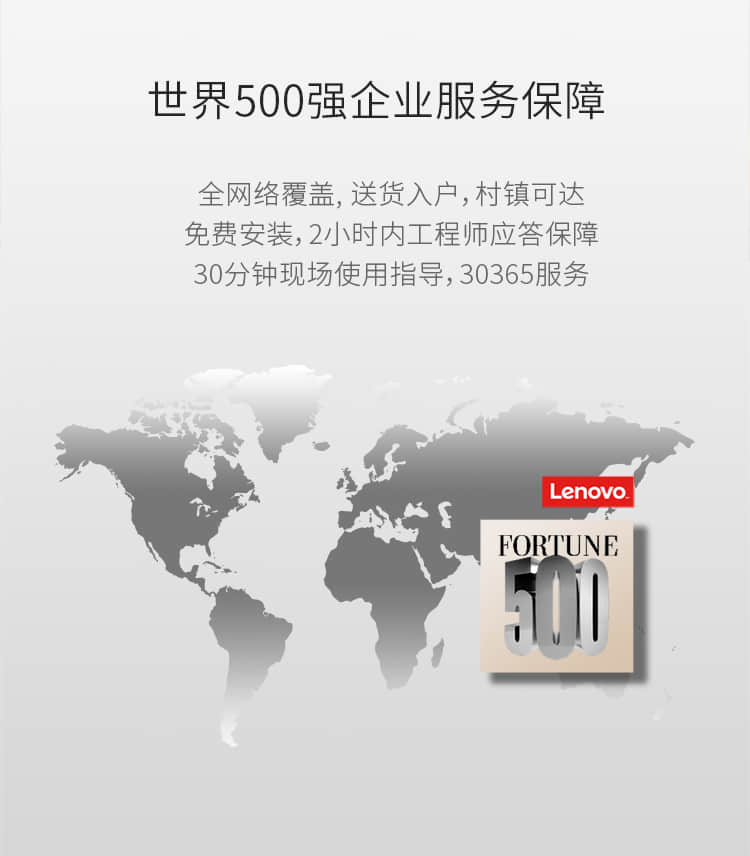 世界500强企业服务保障
全网络覆盖, 送货入户，村镇可达
免费安装，2小时内工程师应答保障
30分钟现场使用指导，30365服务
Lenovo.
FORTUNE
500